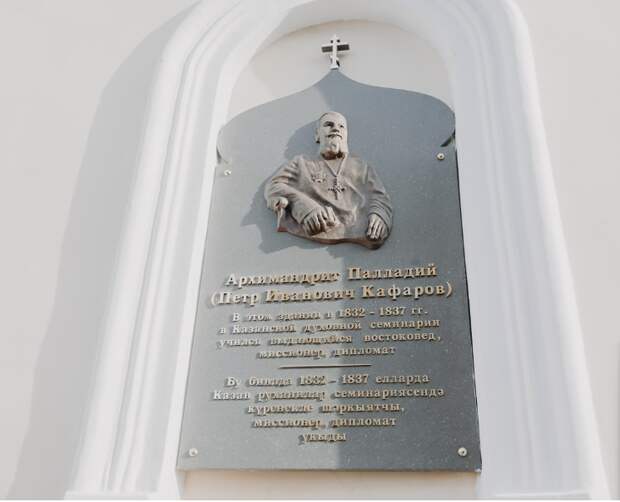 Архимандрит Палладий
(Петр Иванович Кафаров)
В этом здании в 1832 - 1837 гг.
в Казанской духовной семинарии
учился выдающийся востоковед,
миссионер, дипломат
Бу бинада 1832 - 1837 елларда
Казан руханилар семинариясендә
күренекле шәркыятчы,
миссионер, дипломат
укыды